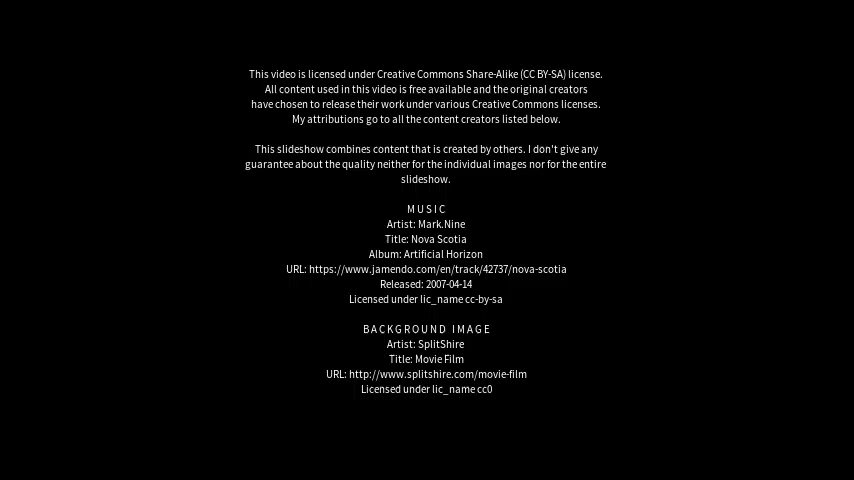 This video is licensed under Creative Commons Share-Alike (CC BY-SA) license.
All content used in this video is free available and the original creators
have chosen to release their work under various Creative Commons licenses.
My attributions go to all the content creators listed below.
This slideshow combines content that is created by others. I don't give any
guarantee about the quality neither for the individual images nor for the entire
slideshow.
MUSIC
Artist: Mark.Nine
Title: Nova Scotia
Album: Artificial Horizon
URL: https://www.jamendo.com/en/track/42737/nova-scotia
Released: 2007-04-14
Licensed under lic_name cc-by-sa
BACKGROUND IMAGE
Artist: SplitShire
Title: Movie Film
URL: http://www.splitshire.com/movie-film
Licensed under lic_name cc0